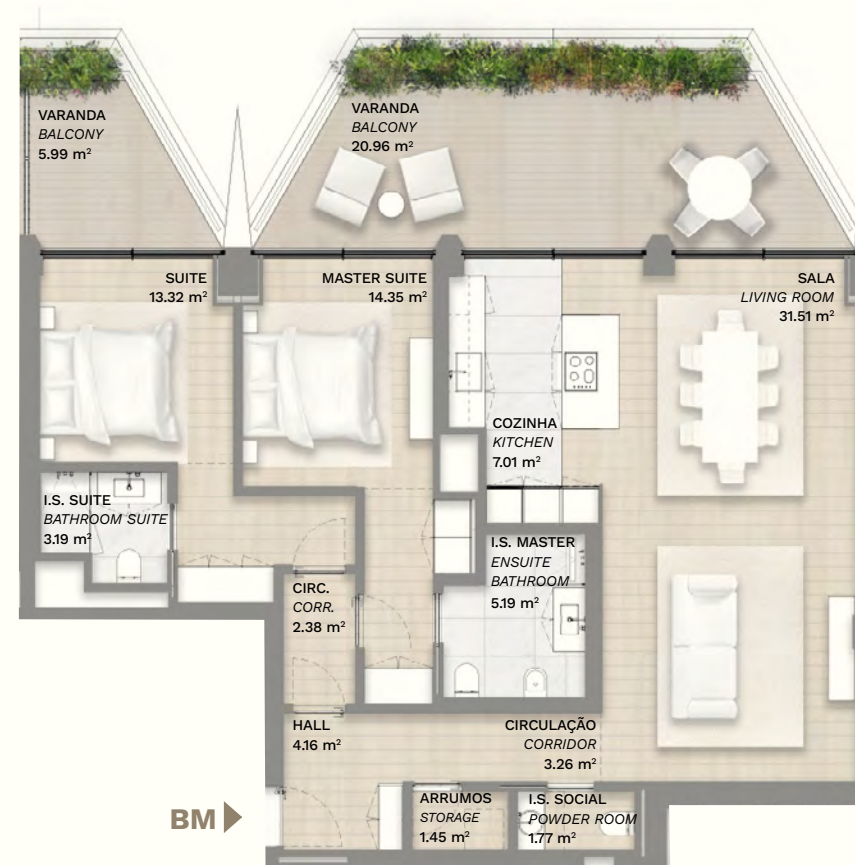 VARANDA
BALCONY
5.99 m²
VARANDA
BALCONY
20.96 m²
SUITE
13.32 m²
MASTER SUITE
14.35 m²
SALA
LIVING ROOM
31.51 m²
COZINHA
KITCHEN
7.01 m²
I.S. SUITE
BATHROOM SUITE
3.19 m²
I.S. MASTER
ENSUITE
BATHROOM
5.19 m²
CIRC.
CORR.
2.38 m²
HALL
4.16 m²
CIRCULAÇÃO
CORRIDOR
3.26 m²
ARRUMOS
STORAGE
1.45 m²
I.S. SOCIAL
POWDER ROOM
1.77 m²
BM